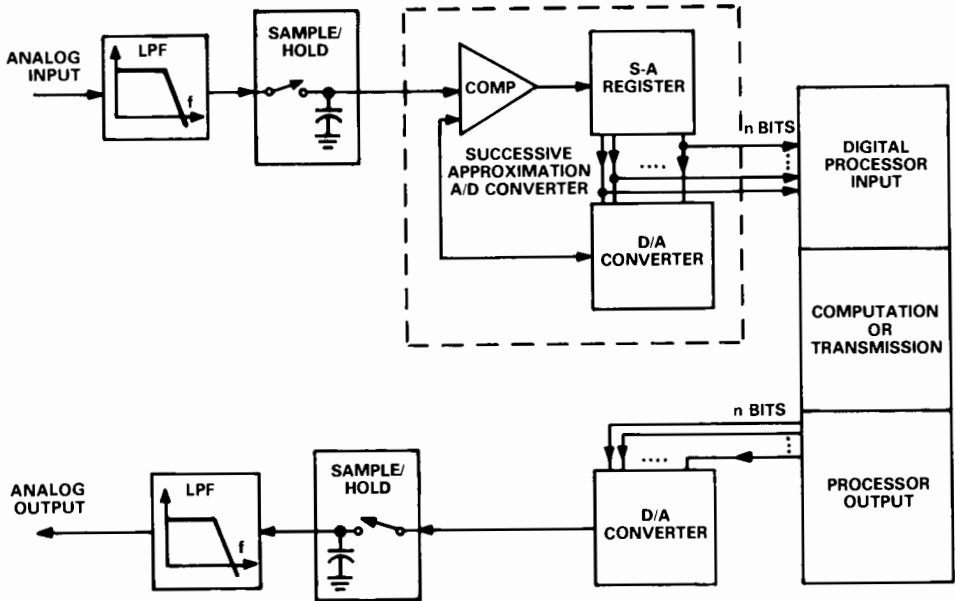 ANALOG
INPUT
LPF
f
SAMPLE/
HOLD
COMP
S-A
REGISTER
SUCCESSIVE
APPROXIMATION
A/D CONVERTER
....
D/A
CONVERTER
n BITS
DIGITAL
PROCESSOR
INPUT
COMPUTATION
OR
TRANSMISSION
PROCESSOR
OUTPUT
n BITS
....
D/A
CONVERTER
SAMPLE/
HOLD
LPF
f
ANALOG
OUTPUT